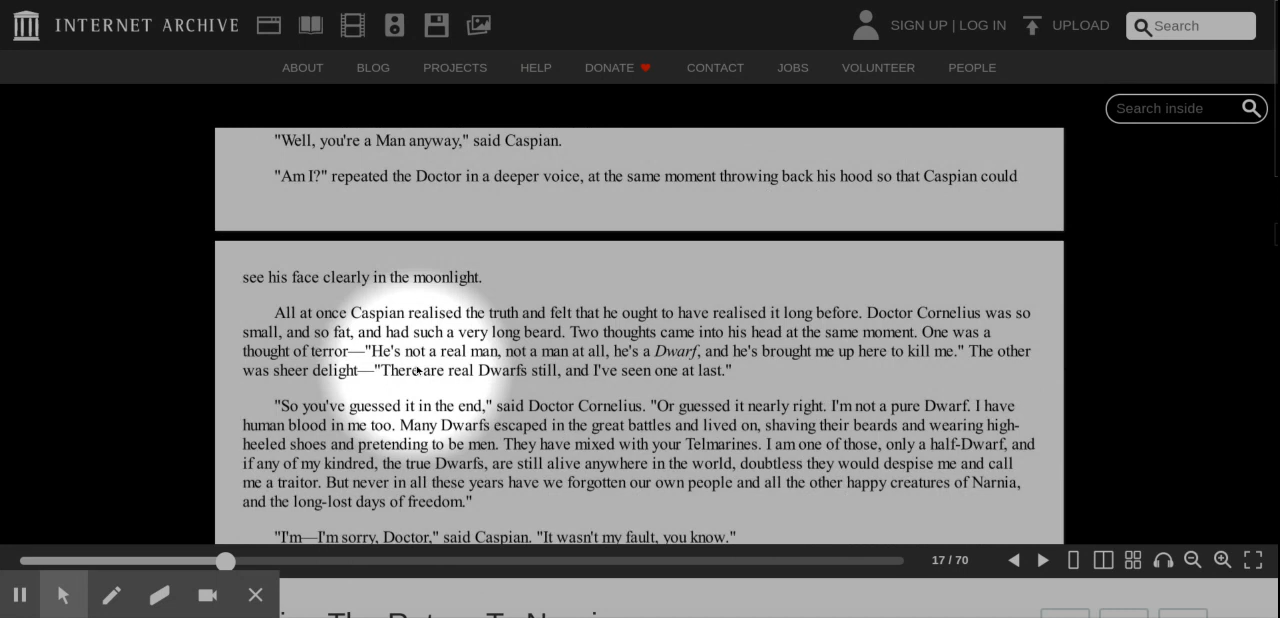 INTERNET ARCHIVE
SIGN UP | LOG IN
UPLOAD
Search
ABOUT BLOG PROJECTS HELP DONATE CONTACT JOBS VOLUNTEER PEOPLE
Search inside
"Well, you're a Man anyway," said Caspian.
"Am I?" repeated the Doctor in a deeper voice, at the same moment throwing back his hood so that Caspian could
see his face clearly in the moonlight.
All at once Caspian realised the truth and felt that he ought to have realised it long before. Doctor Cornelius was so
small, and so fat, and had such a very long beard. Two thoughts came into his head at the same moment. One was a
thought of terror—"He's not a real man, not a man at all, he's a Dwarf, and he's brought me up here to kill me." The other
was sheer delight—"There are real Dwarfs still, and I've seen one at last."
"So you've guessed it in the end," said Doctor Cornelius. "Or guessed it nearly right. I'm not a pure Dwarf. I have
human blood in me too. Many Dwarfs escaped in the great battles and lived on, shaving their beards and wearing high-
heeled shoes and pretending to be men. They have mixed with your Telmarines. I am one of those, only a half-Dwarf, and
if any of my kindred, the true Dwarfs, are still alive anywhere in the world, doubtless they would despise me and call
me a traitor. But never in all these years have we forgotten our own people and all the other happy creatures of Narnia,
and the long-lost days of freedom."
"I'm—I'm sorry, Doctor," said Caspian. "It wasn't my fault, you know."
17 / 70